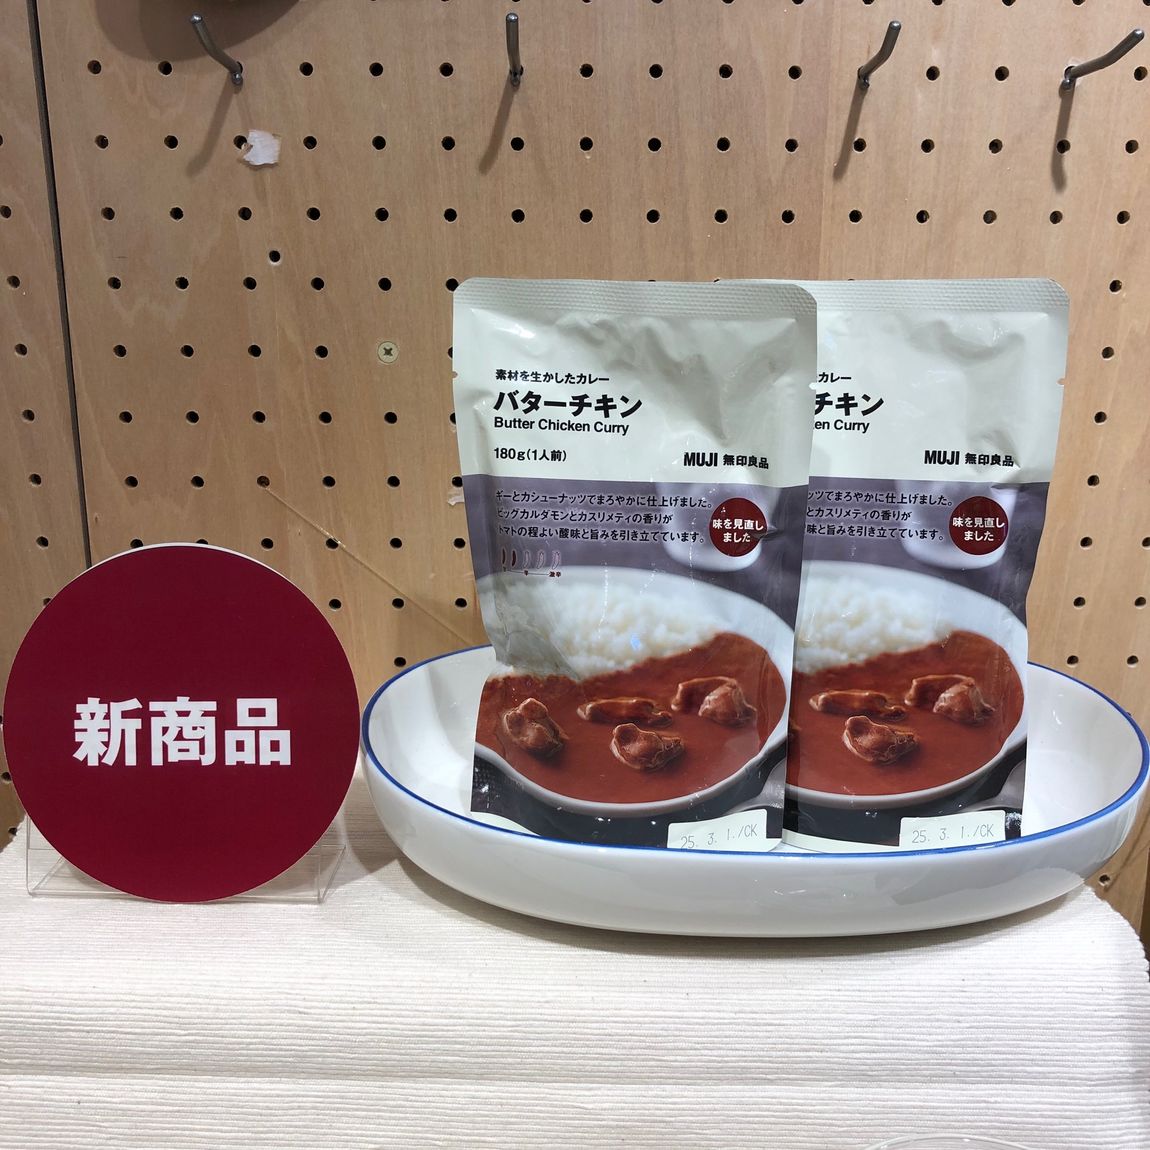 新商品
素材を生かしたカレー
バターチキン
Butter Chicken Curry
180g(1人前)
MUJI 無印良品
ギーとカシューナッツでまろやかに仕上げました。
ビッグカルダモンとカスリメティの香りが
トマトの程よい酸味と旨みを引き立てています。
味を見直し
ました
辛
激辛
25. 3. 1./CK
カレー
チキン
en Curry
MUJI 無印良品
ッツでまろやかに仕上げました。
とカスリメティの香りが
味と旨みを引き立てています。
味を見直し
ました
25. 3. 1./CK